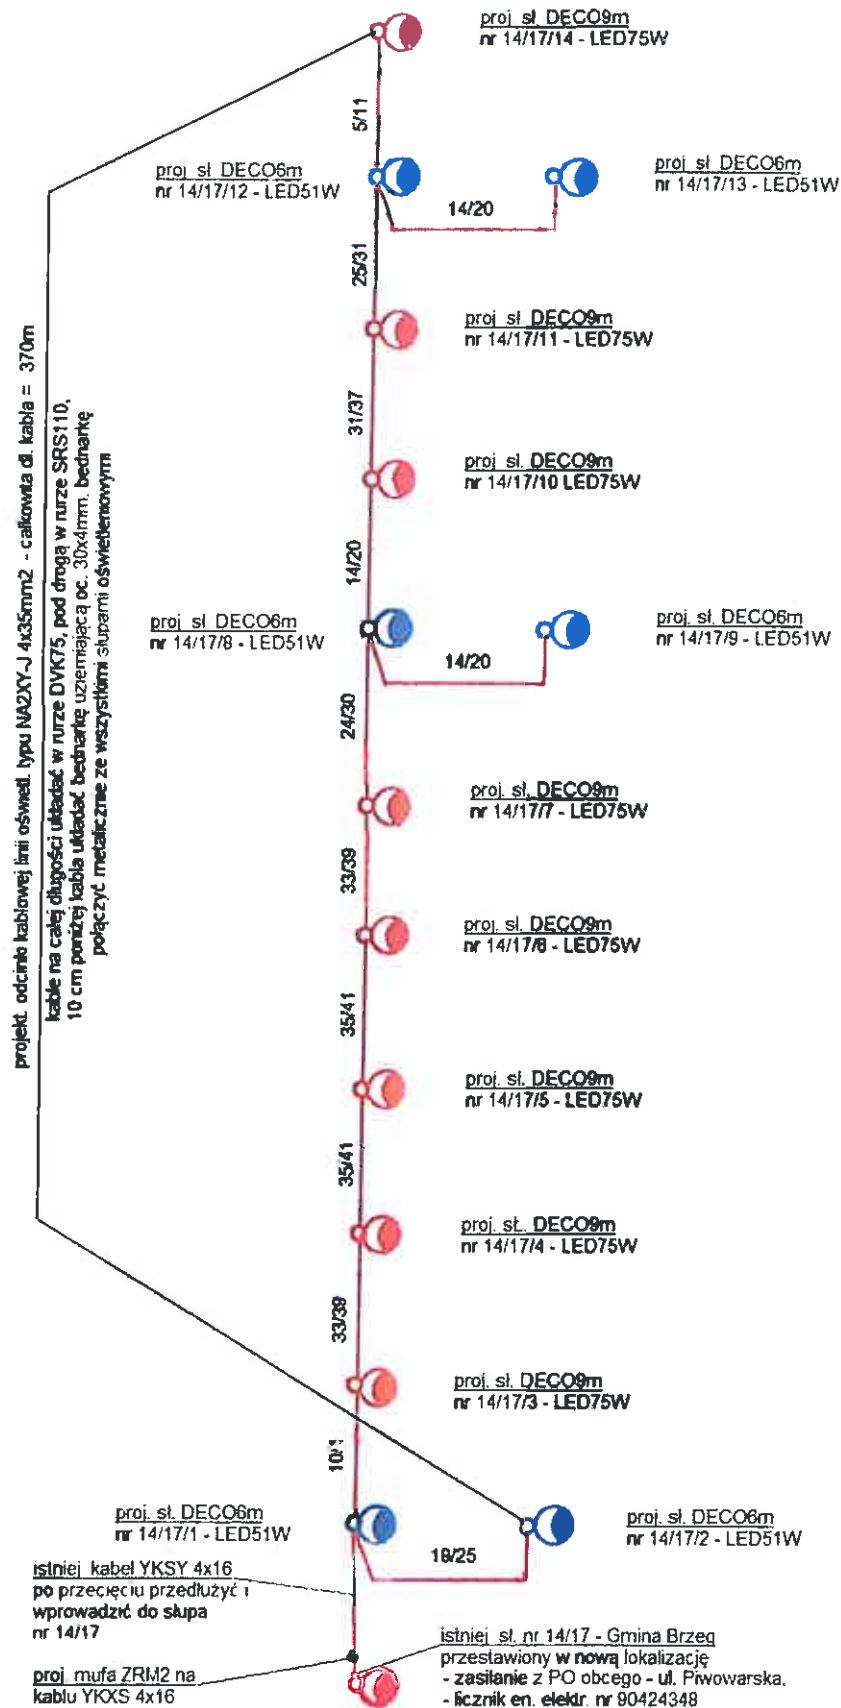 proj. sł. DECO9m
nr 14/17/14 - LED75W
5/11
proj. sł. DECO6m
nr 14/17/12 - LED51W
proj. sł. DECO6m
nr 14/17/13 - LED51W
14/20
25/31
proj. sł. DECO9m
nr 14/17/11 - LED75W
31/37
proj. sł. DECO9m
nr 14/17/10 LED75W
14/20
proj. sł. DECO6m
nr 14/17/8 - LED51W
proj. sł. DECO6m
nr 14/17/9 - LED51W
14/20
24/30
projekt. odcinki kablowej linii oświetl. typu NA2XY-J 4x35mm2 - całkowita dł. kabla = 370m
kable na całej długości układać w rurze DVK75, pod drogą w rurze SRS110,
10 cm poniżej kabla układać bednarkę uziemiającą oc. 30x4mm. bednarkę
połączyć metalicznie ze wszystkimi słupami oświetleniowymi
proj. sł. DECO9m
nr 14/17/7 - LED75W
33/39
proj. sł. DECO9m
nr 14/17/6 - LED75W
35/41
proj. sł. DECO9m
nr 14/17/5 - LED75W
35/41
proj. sł. DECO9m
nr 14/17/4 - LED75W
33/39
proj. sł. DECO9m
nr 14/17/3 - LED75W
10/1
proj. sł. DECO6m
nr 14/17/1 - LED51W
proj. sł. DECO6m
nr 14/17/2 - LED51W
19/25
istniej. kabel YKSY 4x16
po przecięciu przedłużyć i
wprowadzić do słupa
nr 14/17
proj. mufa ZRM2 na
kablu YKXS 4x16
istniej. sł. nr 14/17 - Gmina Brzeg
przestawiony w nową lokalizację
- zasilanie z PO obcego - ul. Piwowarska,
- licznik en. elektr. nr 90424348